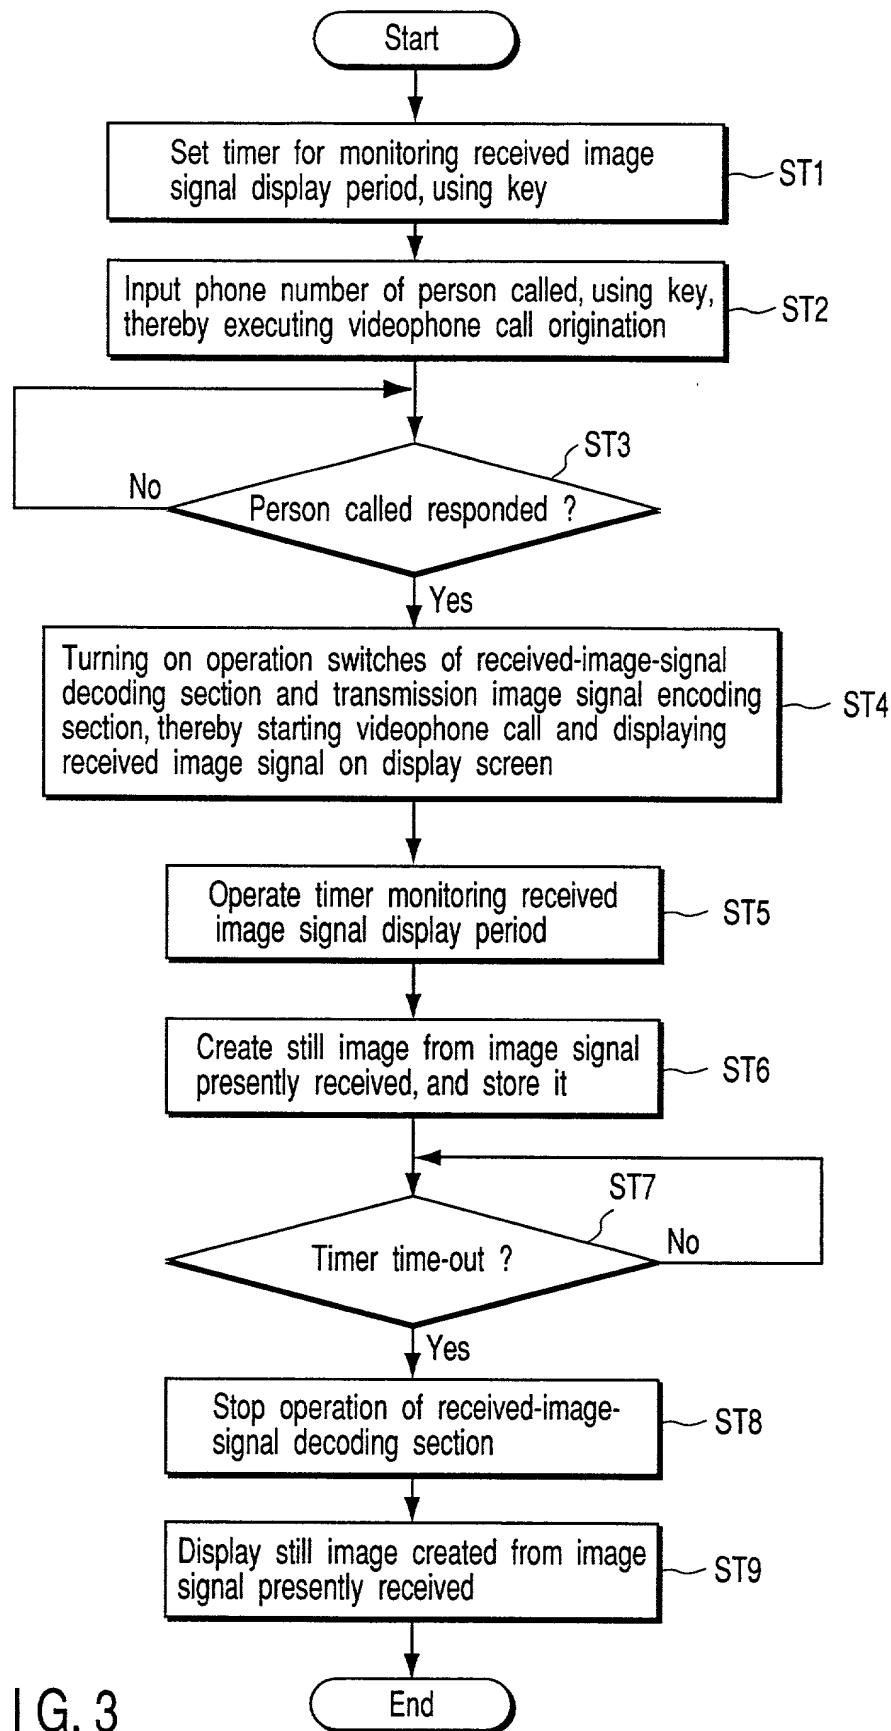 Start
Set timer for monitoring received image
signal display period, using key
ST1
Input phone number of person called, using key,
thereby executing videophone call origination
ST2
ST3
No
Person called responded ?
Yes
Turning on operation switches of received-image-signal
decoding section and transmission image signal encoding
section, thereby starting videophone call and displaying
received image signal on display screen
ST4
Operate timer monitoring received
image signal display period
ST5
Create still image from image signal
presently received, and store it
ST6
ST7
Timer time-out ?
No
Yes
Stop operation of received-image-
signal decoding section
ST8
Display still image created from image
signal presently received
ST9
End
IG. 3